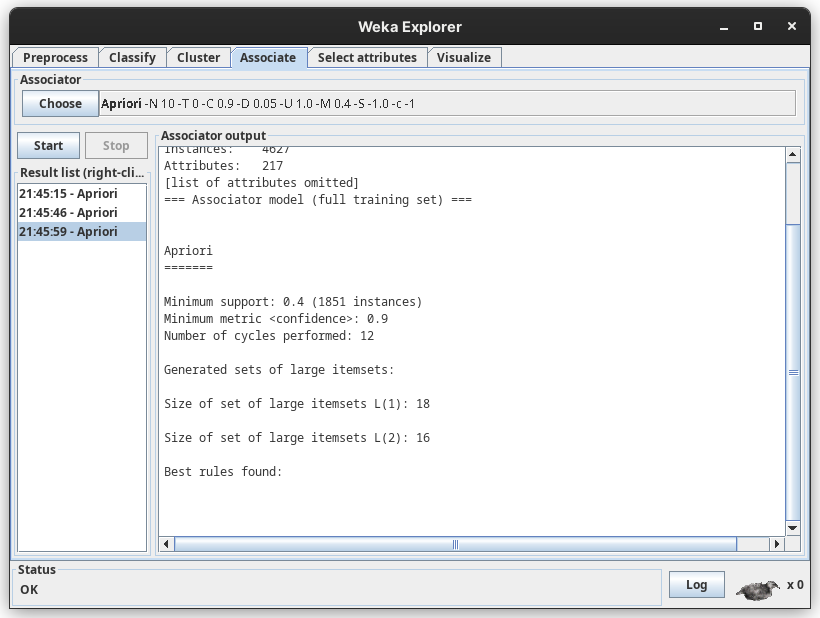 Weka Explorer
Preprocess Classify Cluster Associate Select attributes Visualize
Associator
Choose Apriori -N 10 -T 0 -C 0.9 -D 0.05 -U 1.0 -M 0.4 -S -1.0 -c -1
Start Stop
Result list (right-cli...
21:45:15 - Apriori
21:45:46 - Apriori
21:45:59 - Apriori
Associator output
Instances: 4627
Attributes: 217
[list of attributes omitted]
=== Associator model (full training set) ===
Apriori
=======
Minimum support: 0.4 (1851 instances)
Minimum metric <confidence>: 0.9
Number of cycles performed: 12
Generated sets of large itemsets:
Size of set of large itemsets L(1): 18
Size of set of large itemsets L(2): 16
Best rules found:
Status
OK
Log
x 0